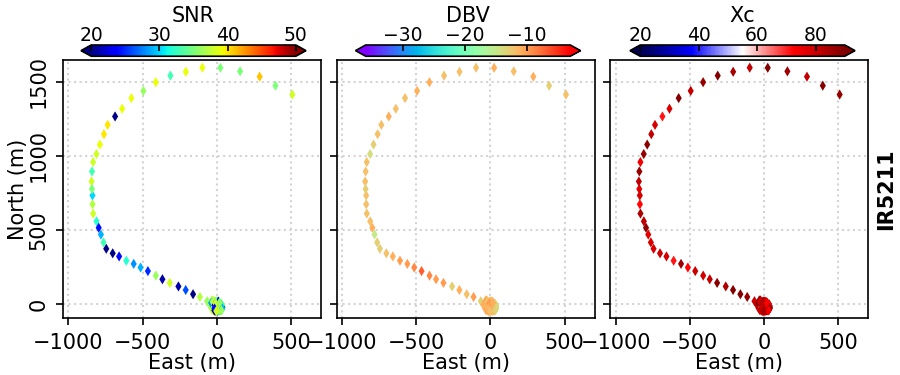 SNR DBV Xc
20 30 40 50 −30 −20 −10 20 40 60 80
1500
1000
500
0
North (m)
IR5211
−1000 −500 0 500 −1000 −500 0 500 −1000 −500 0 500
East (m) East (m) East (m)